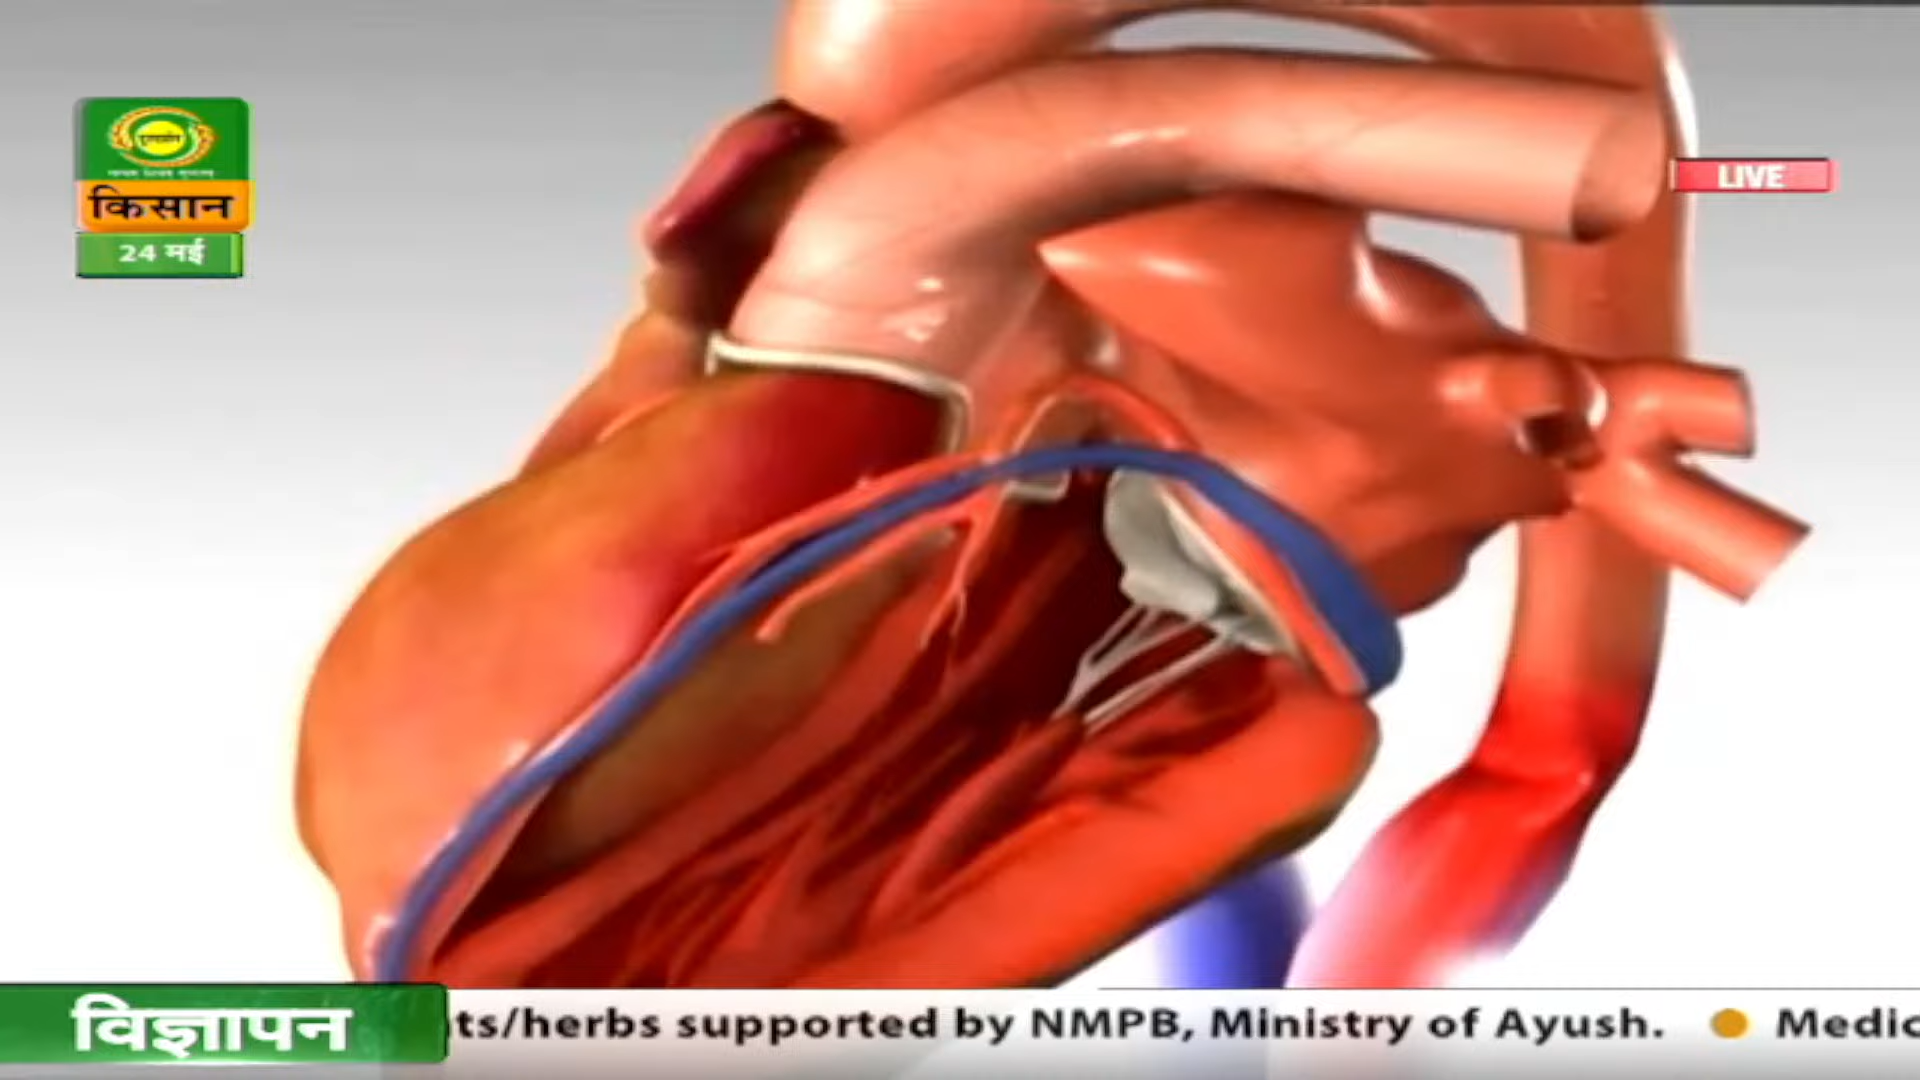 किसान
24 मई
LIVE
विज्ञापन
ts/herbs supported by NMPB, Ministry of Ayush. Medic